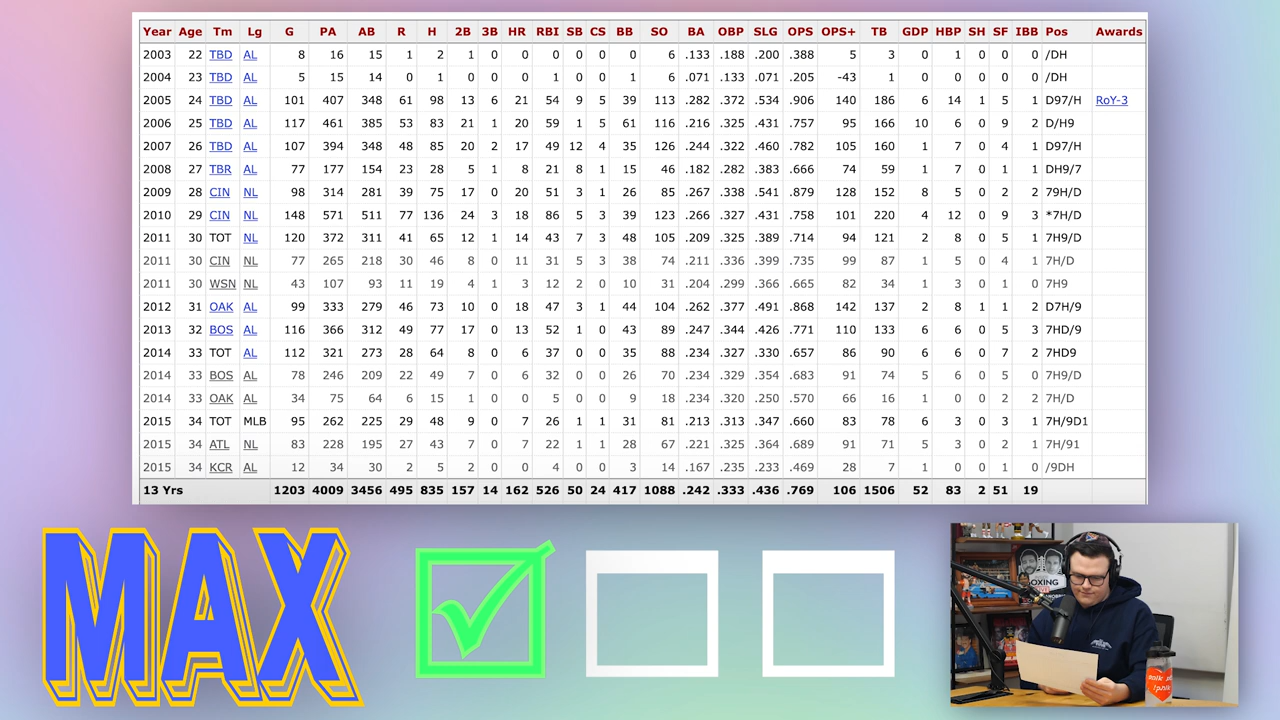 Year Age Tm Lg G PA AB R H 2B 3B HR RBI SB CS BB SO BA OBP SLG OPS OPS+ TB GDP HBP SH SF IBB Pos Awards
2003 22 TBD AL 8 16 15 1 2 1 0 0 0 0 0 0 6 .133 .188 .200 .388 5 3 0 1 0 0 0 /DH
2004 23 TBD AL 5 15 14 0 1 0 0 0 1 0 0 1 6 .071 .133 .071 .205 -43 1 0 0 0 0 0 /DH
2005 24 TBD AL 101 407 348 61 98 13 6 21 54 9 5 39 113 .282 .372 .534 .906 140 186 6 14 1 5 1 D97/H RoY-3
2006 25 TBD AL 117 461 385 53 83 21 1 20 59 1 5 61 116 .216 .325 .431 .757 95 166 10 6 0 9 2 D/H9
2007 26 TBD AL 107 394 348 48 85 20 2 17 49 12 4 35 126 .244 .322 .460 .782 105 160 1 7 0 4 1 D97/H
2008 27 TBR AL 77 177 154 23 28 5 1 8 21 8 1 15 46 .182 .282 .383 .666 74 59 1 7 0 1 0 DH9/7
2009 28 CIN NL 98 314 281 39 75 17 0 20 51 3 1 26 85 .267 .338 .541 .879 128 152 8 5 0 2 2 79H/D
2010 29 CIN NL 148 571 511 77 136 24 3 18 86 5 3 39 123 .266 .327 .431 .758 101 220 4 12 0 9 3 *7H/D
2011 30 TOT NL 120 372 311 41 65 12 1 14 43 7 3 48 105 .209 .325 .389 .714 94 121 2 8 0 5 1 7H9/D
2011 30 CIN NL 77 265 218 30 46 8 0 11 31 5 3 38 74 .211 .336 .399 .735 99 87 1 5 0 4 1 7H/D
2011 30 WSN NL 43 107 93 11 19 4 1 3 12 2 0 10 31 .204 .299 .366 .665 82 34 1 3 0 1 0 7H9
2012 31 OAK AL 99 333 279 46 73 10 0 18 47 3 1 44 104 .262 .377 .491 .868 142 137 2 8 1 1 2 D7H/9
2013 32 BOS AL 116 366 312 49 77 17 0 13 52 1 0 43 89 .247 .344 .426 .771 110 133 6 6 0 5 3 7HD/9
2014 33 TOT AL 112 321 273 28 64 8 0 6 37 0 0 35 88 .234 .327 .330 .657 86 90 6 6 0 7 2 7HD9
2014 33 BOS AL 78 246 209 22 49 7 0 6 32 0 0 26 70 .234 .329 .354 .683 91 74 5 6 0 5 0 7H9/D
2014 33 OAK AL 34 75 64 6 15 1 0 0 5 0 0 9 18 .234 .320 .250 .570 66 16 1 0 0 2 2 7H/D
2015 34 TOT MLB 95 262 225 29 48 9 0 7 26 1 1 31 81 .213 .313 .347 .660 83 78 6 3 0 3 1 7H/9D1
2015 34 ATL NL 83 228 195 27 43 7 0 7 22 1 1 28 67 .221 .325 .364 .689 91 71 5 3 0 2 1 7H/91
2015 34 KCR AL 12 34 30 2 5 2 0 0 4 0 0 3 14 .167 .235 .233 .469 28 7 1 0 0 1 0 /9DH
13 Yrs 1203 4009 3456 495 835 157 14 162 526 50 24 417 1088 .242 .333 .436 .769 106 1506 52 83 2 51 19
MAX